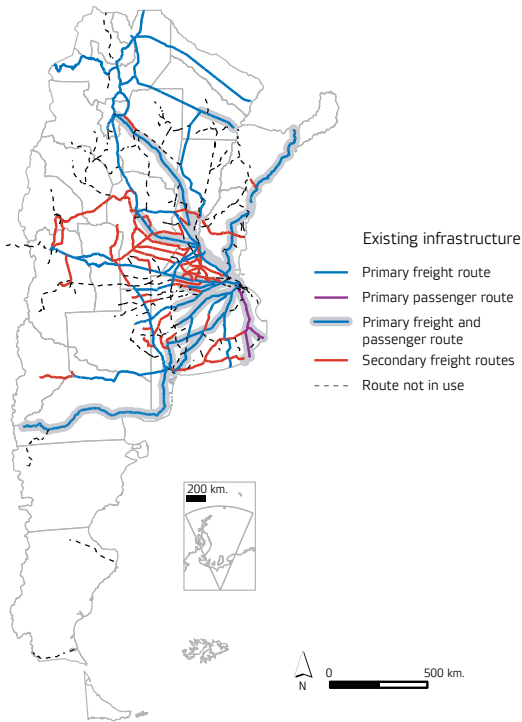 Existing infrastructure
Primary freight route
Primary passenger route
Primary freight and
passenger route
Secondary freight routes
Route not in use
200 km.
0 500 km.
N